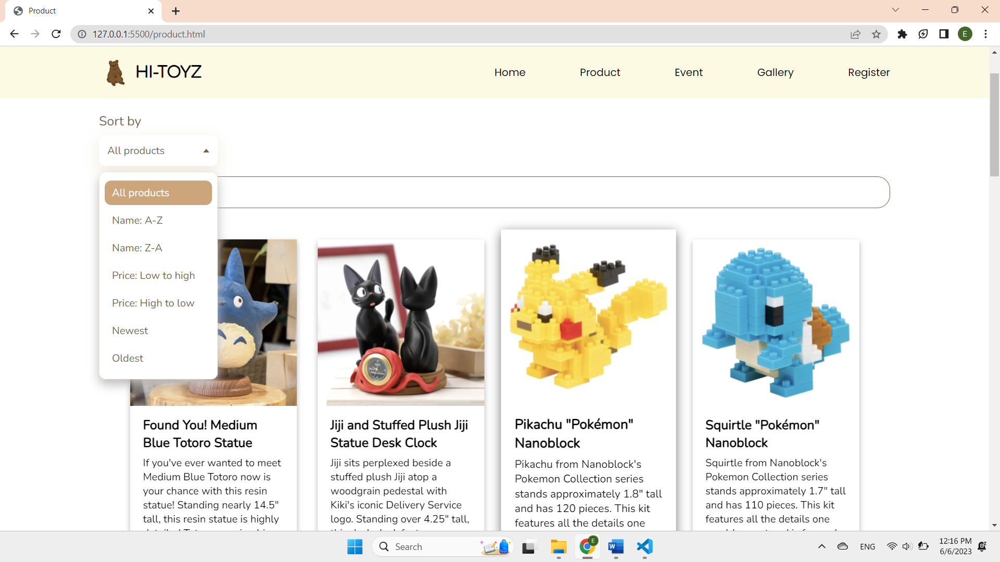 Product
127.0.0.1:5500/product.html
E
HI-TOYZ
Home
Product
Event
Gallery
Register
Sort by
All products
All products
Name: A-Z
Name: Z-A
Price: Low to high
Price: High to low
Newest
Oldest
Found You! Medium
Blue Totoro Statue
If you've ever wanted to meet
Medium Blue Totoro now is
your chance with this resin
statue! Standing nearly 14.5"
tall, this resin statue is highly
Jiji and Stuffed Plush Jiji
Statue Desk Clock
Jiji sits perplexed beside a
stuffed plush Jiji atop a
woodgrain pedestal with
Kiki's iconic Delivery Service
logo. Standing over 4.25" tall,
Pikachu "Pokémon"
Nanoblock
Pikachu from Nanoblock's
Pokemon Collection series
stands approximately 1.8" tall
and has 120 pieces. This kit
features all the details one
Squirtle "Pokémon"
Nanoblock
Squirtle from Nanoblock's
Pokemon Collection series
stands approximately 1.7" tall
and has 110 pieces. This kit
features all the details one
Search
E
W
ENG
12:16 PM
6/6/2023